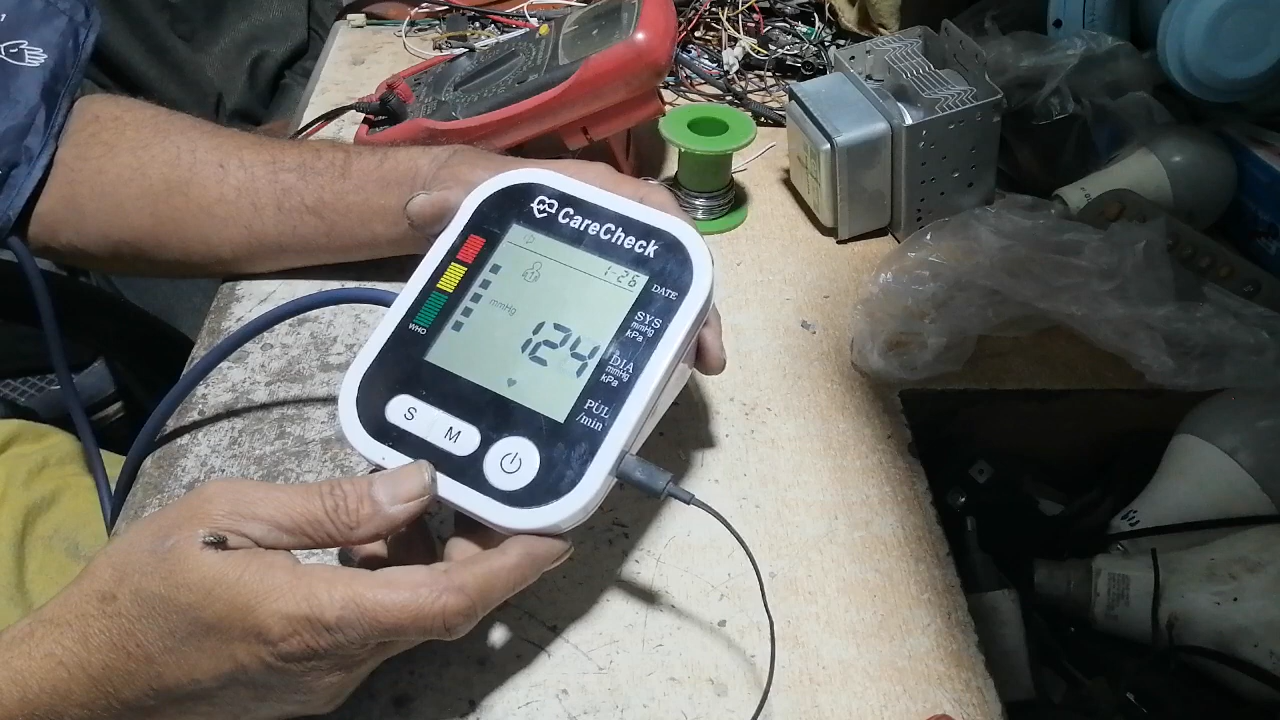 CareCheck
1-26
DATE
mmHg
SYS
mmHg
kPa
124
DIA
mmHg
kPa
WHO
PUL
/min
S
M